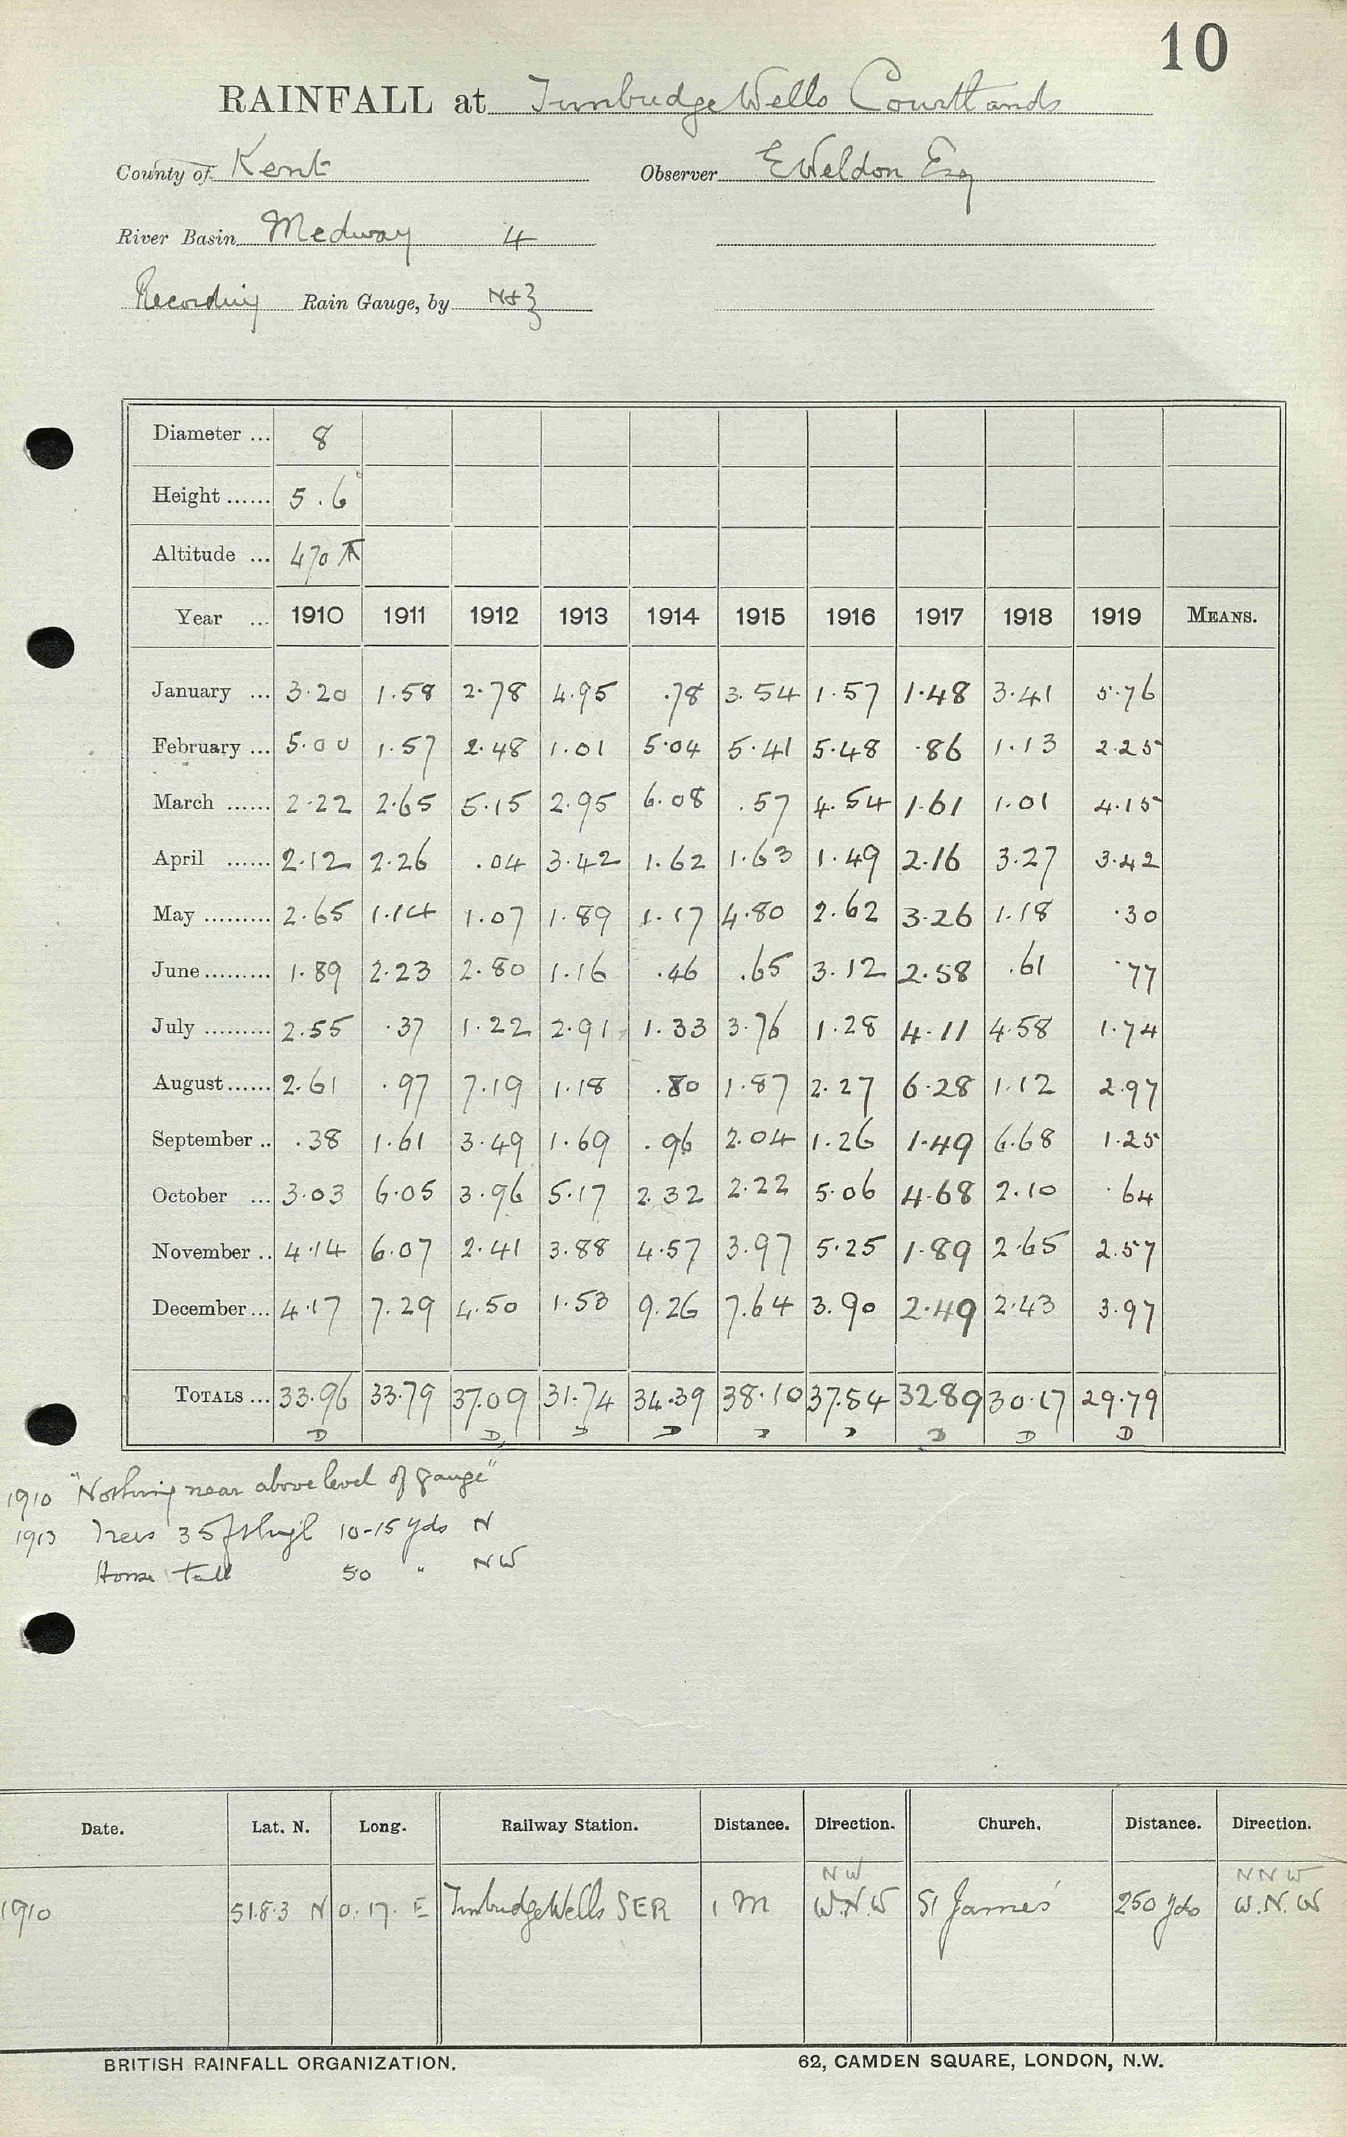 10
RAINFALL at Tunbridge Wells Courtlands
County of Kent Observer E Weldon Esq
River Basin Medway 4
Recording Rain Gauge, by N & Z
Diameter ... 8
Height ...... 5.6
Altitude ... 470 ft
Year ... 1910 1911 1912 1913 1914 1915 1916 1917 1918 1919 MEANS.
January ... 3.20 1.58 2.78 4.95 .78 3.54 1.57 1.48 3.41 5.76
February ... 5.00 1.57 2.48 1.01 5.04 5.41 5.48 .86 1.13 2.25
March ...... 2.22 2.65 5.15 2.95 6.08 .57 4.54 1.61 1.01 4.15
April ...... 2.12 2.26 .04 3.42 1.62 1.63 1.49 2.16 3.27 3.42
May ......... 2.65 1.14 1.07 1.89 1.17 4.80 2.62 3.26 1.18 .30
June ......... 1.89 2.23 2.80 1.16 .46 .65 3.12 2.58 .61 .77
July ......... 2.55 .37 1.22 2.91 1.33 3.76 1.28 4.11 4.58 1.74
August ...... 2.61 .97 7.19 1.18 .80 1.87 2.27 6.28 1.12 2.97
September .. .38 1.61 3.49 1.69 .96 2.04 1.26 1.49 6.68 1.25
October ... 3.03 6.05 3.96 5.17 2.32 2.22 5.06 4.68 2.10 .64
November .. 4.14 6.07 2.41 3.88 4.57 3.97 5.25 1.89 2.65 2.57
December ... 4.17 7.29 4.50 1.53 9.26 7.64 3.90 2.49 2.43 3.97
TOTALS ... 33.96 33.79 37.09 31.74 34.39 38.10 37.84 32.89 30.17 29.79
D D D D D D D D D
1910 "Nothing near above level of gauge"
1913 Trees 35ft high 10-15 yds N
House tall 50 " NW
Date. Lat. N. Long. Railway Station. Distance. Direction. Church. Distance. Direction.
NW NNW
1910 51.8.3 N 0.17. E Tunbridge Wells SER 1 M W.N.W St James' 250 yds W.N.W
BRITISH RAINFALL ORGANIZATION. 62, CAMDEN SQUARE, LONDON, N.W.